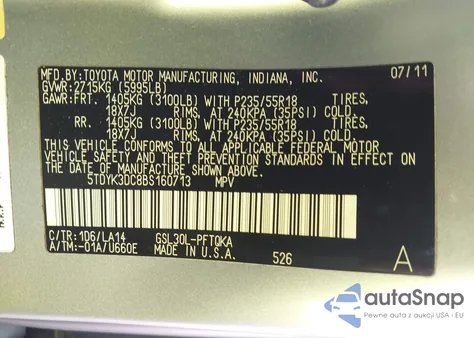 MFD.BY:TOYOTA MOTOR MANUFACTURING, INDIANA, INC. 07/11
GVWR:2715KG (5995LB)
GAWR:FRT. 1405KG (3100LB) WITH P235/55R18 TIRES,
18X7J RIMS, AT 240KPA (35PSI) COLD.
RR. 1405KG (3100LB) WITH P235/55R18 TIRES,
18X7J RIMS, AT 240KPA (35PSI) COLD.
THIS VEHICLE CONFORMS TO ALL APPLICABLE FEDERAL MOTOR
VEHICLE SAFETY AND THEFT PREVENTION STANDARDS IN EFFECT ON
THE DATE OF MANUFACTURE SHOWN ABOVE.
5TDYK3DC8BS160713 MPV
C/TR:1D6/LA14 GSL30L-PFTQKA
A/TM:-01A/U660E MADE IN U.S.A. 526 A
autoSnap
Pewne auta z aukcji USA - EU